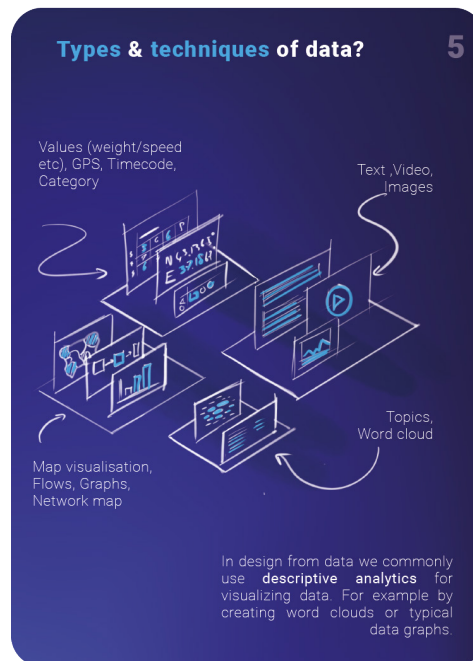 Types & techniques of data?
5
Values (weight/speed
etc), GPS, Timecode,
Category
Text ,Video,
Images
Topics,
Word cloud
Map visualisation,
Flows, Graphs,
Network map
In design from data we commonly
use descriptive analytics for
visualizing data. For example by
creating word clouds or typical
data graphs.